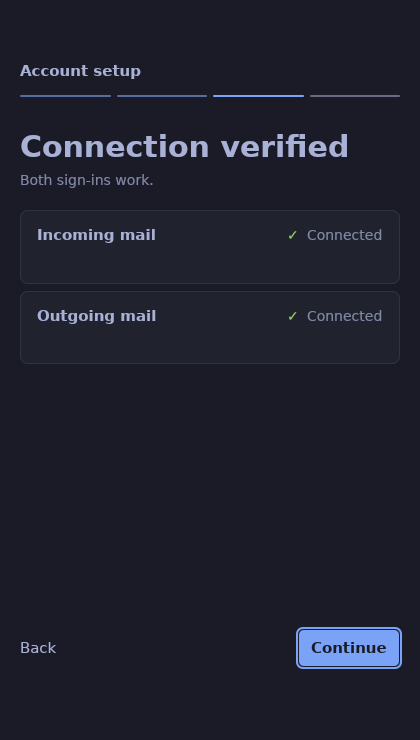 Account setup
Connection verified
Both sign-ins work.
Incoming mail ✓ Connected
Outgoing mail ✓ Connected
Back Continue